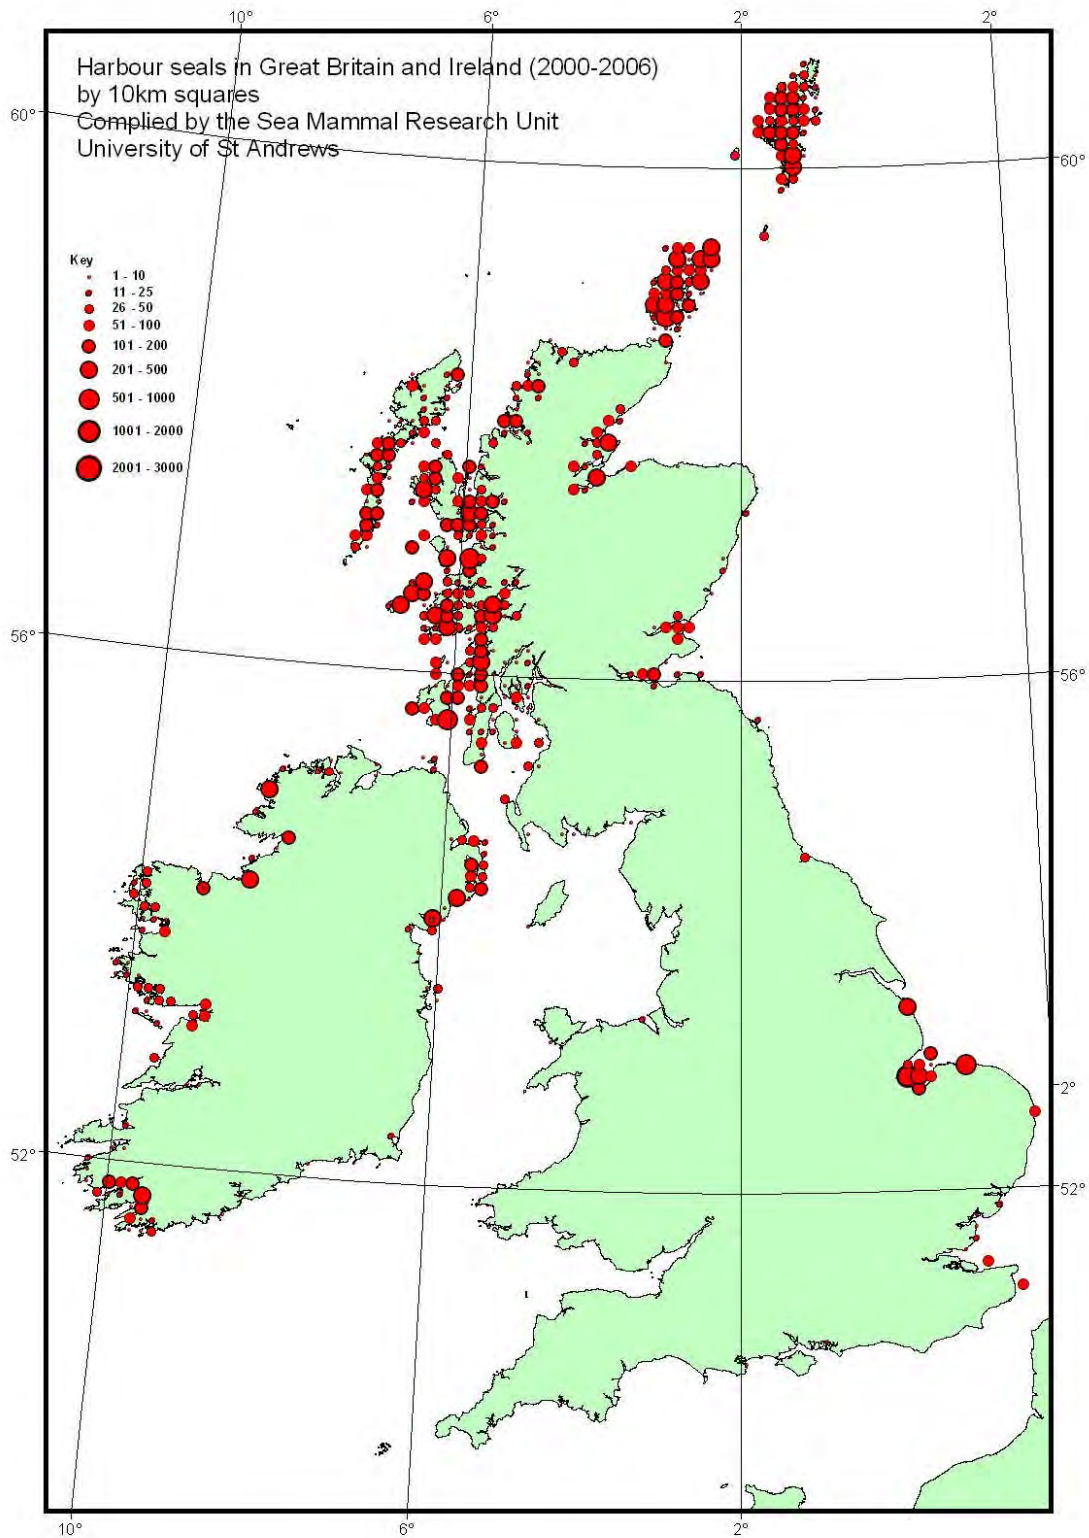 10°
6°
2°
2°
Harbour seals in Great Britain and Ireland (2000-2006)
by 10km squares
Complied by the Sea Mammal Research Unit
University of St Andrews
60°
60°
Key
1 - 10
11 - 25
26 - 50
51 - 100
101 - 200
201 - 500
501 - 1000
1001 - 2000
2001 - 3000
56°
56°
2°
52°
52°
10°
6°
2°